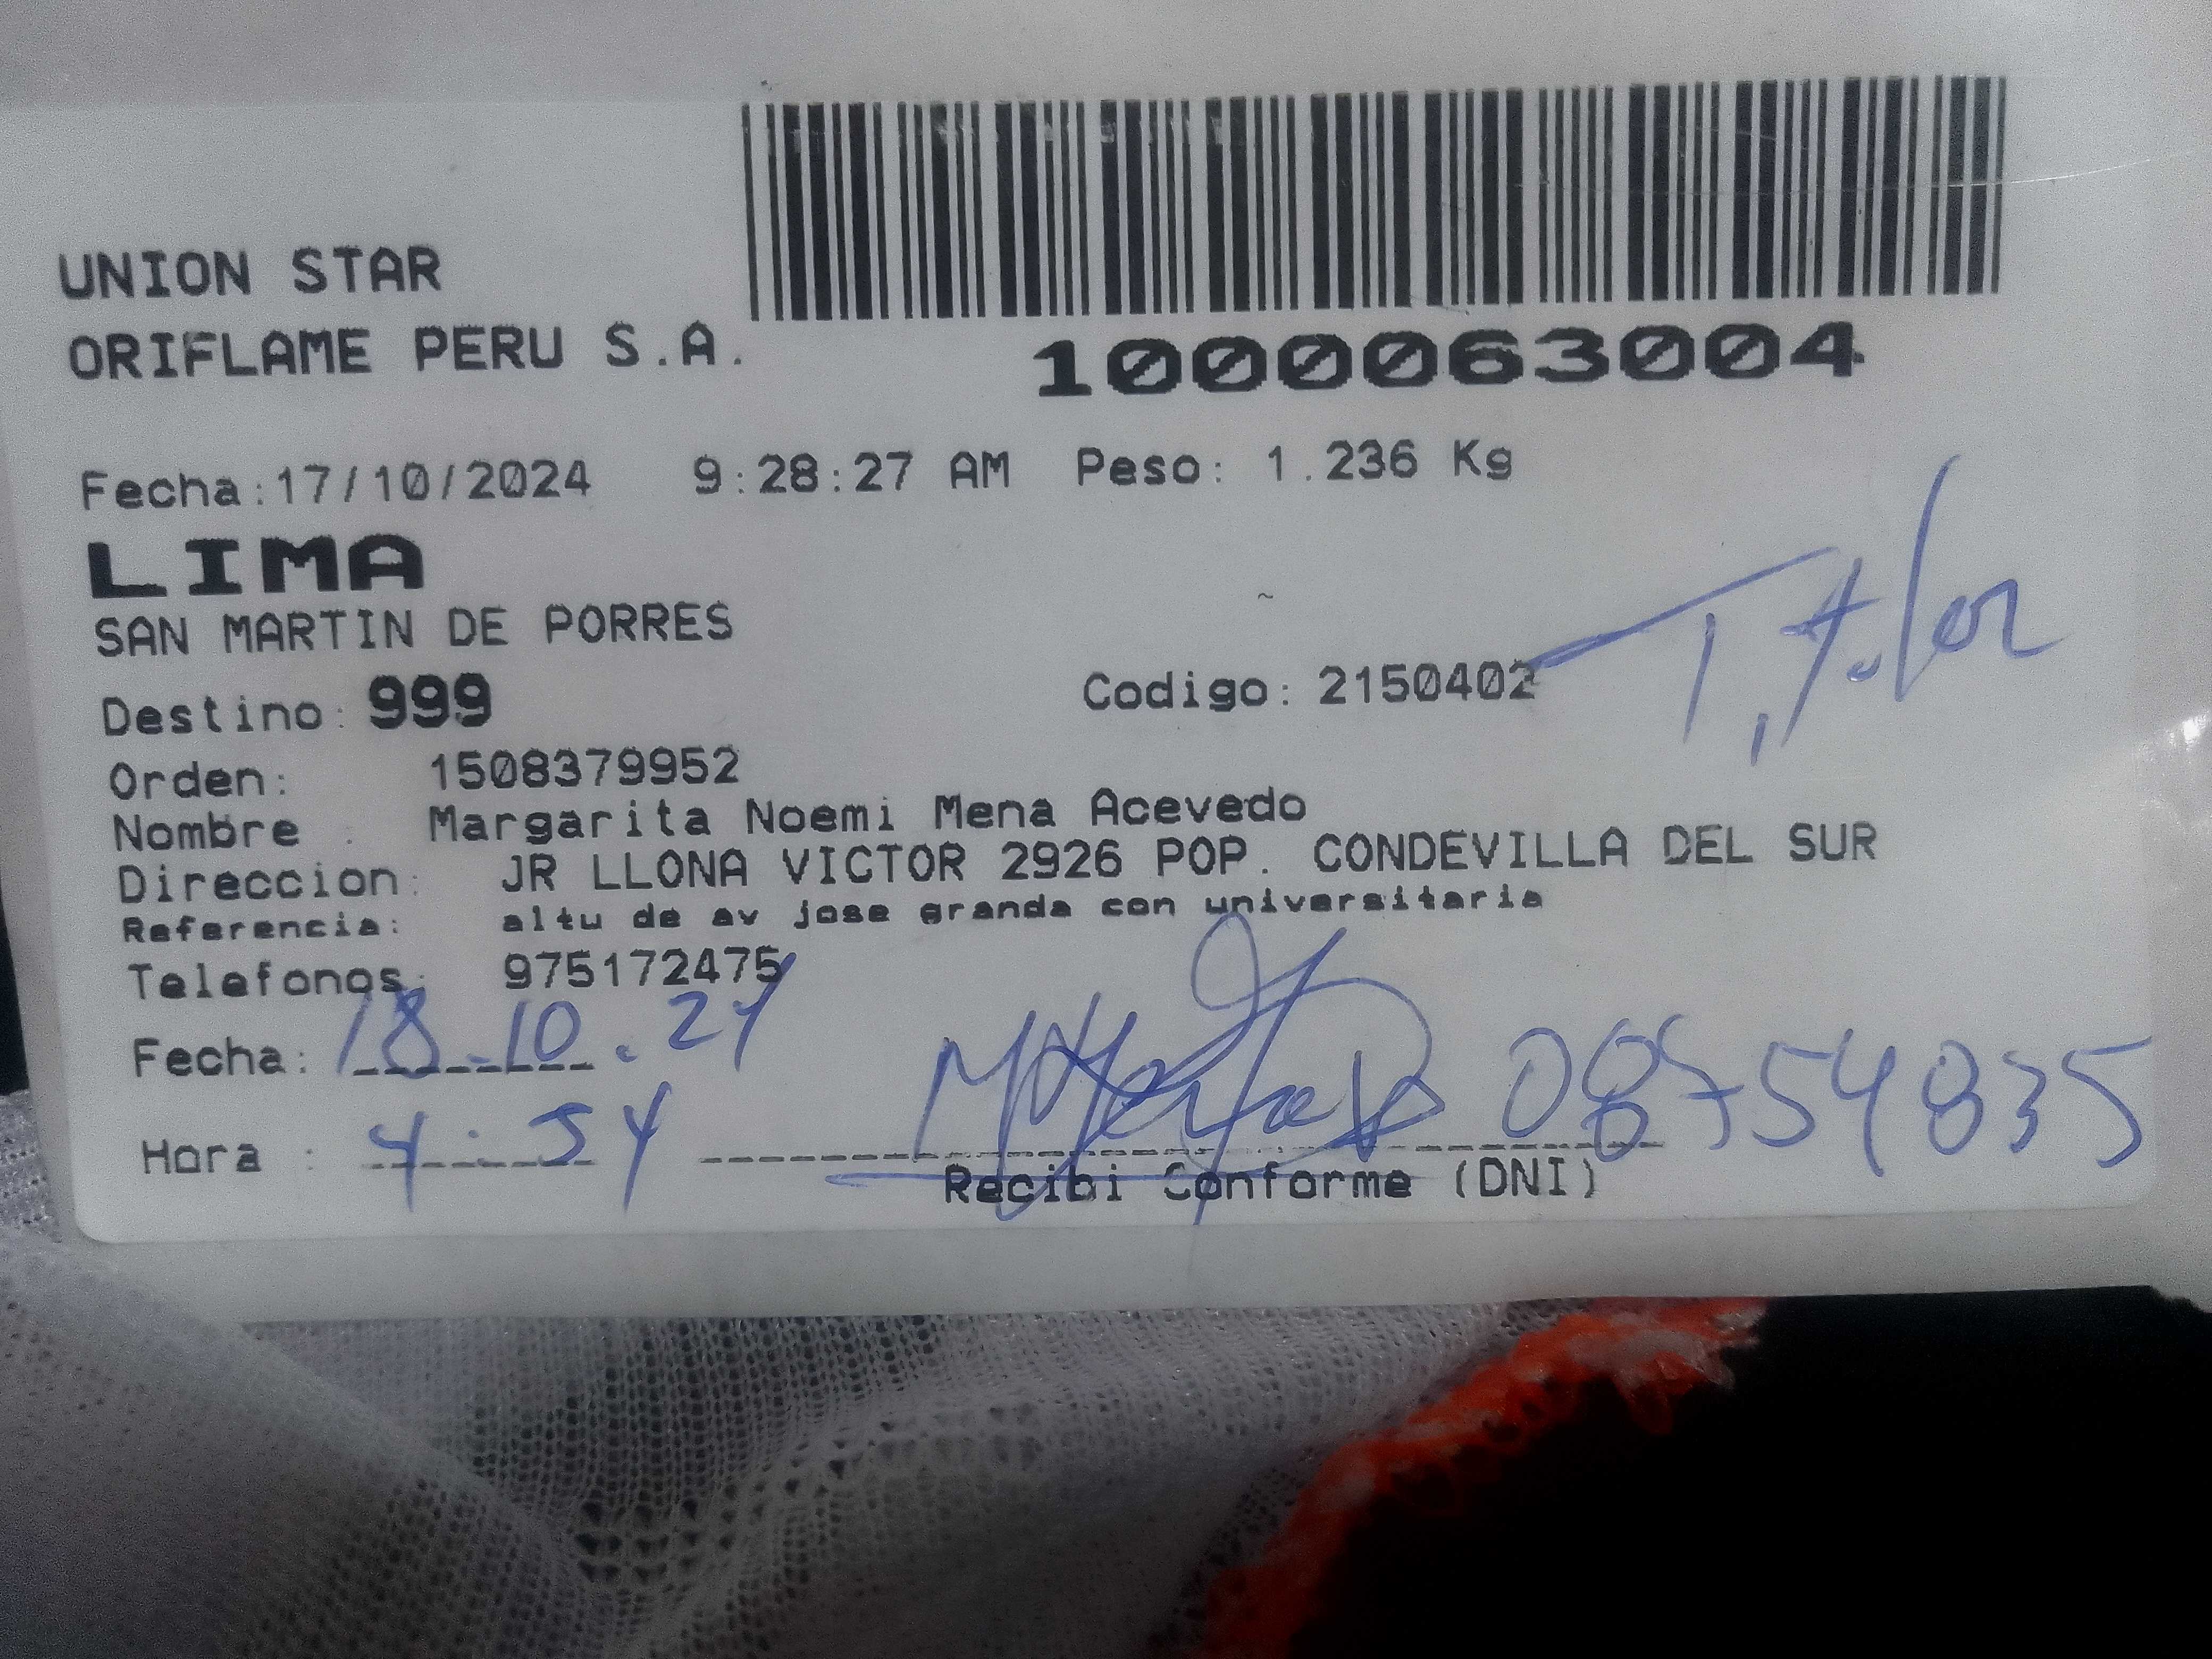 UNION STAR
ORIFLAME PERU S.A.
1000063004
Fecha:17/10/2024 9:28:27 AM Peso: 1.236 Kg
LIMA
SAN MARTIN DE PORRES
Destino: 999 Codigo: 2150402 Titular
Orden: 1508379952
Nombre : Margarita Noemi Mena Acevedo
Direccion: JR LLONA VICTOR 2926 POP. CONDEVILLA DEL SUR
Referencia: altu de av jose granda con universitaria
Telefonos: 975172475
Fecha: 18-10.24
Hora : 4:54 08754835
Recibi Conforme (DNI)